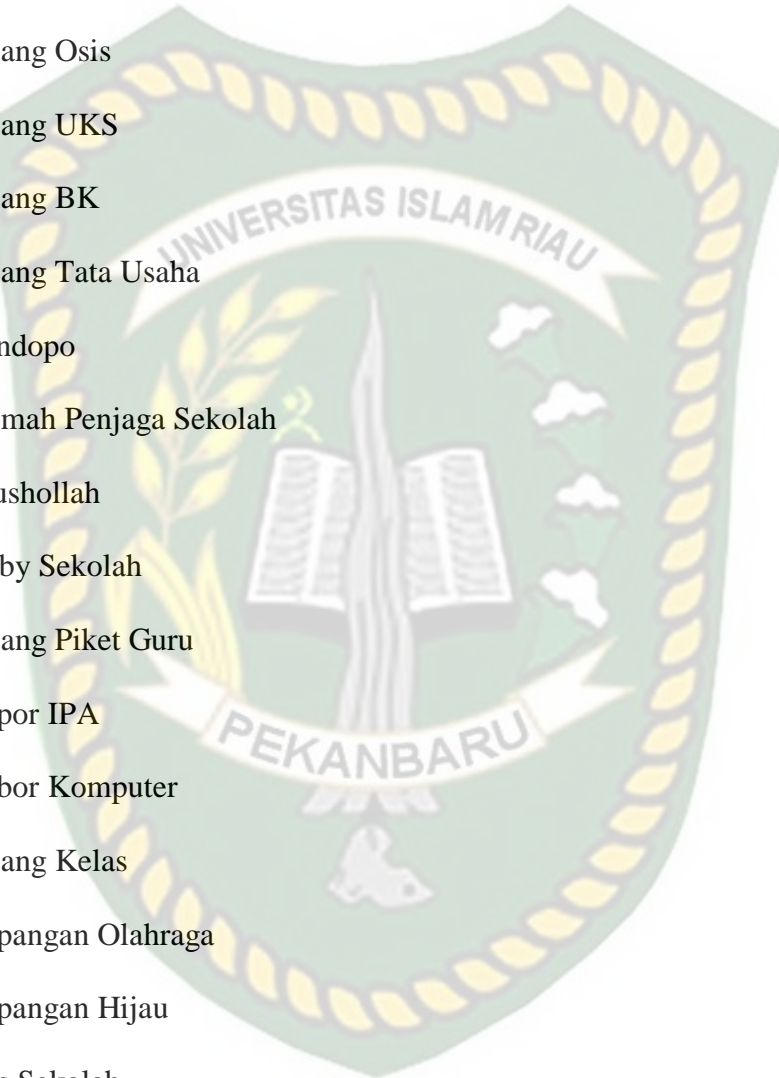 ang Osis
ang UKS
UNIVERSITAS ISLAM RIAU
ang BK
ang Tata Usaha
ndopo
mah Penjaga Sekolah
ushollah
by Sekolah
ang Piket Guru
por IPA
PEKANBARU
bor Komputer
ang Kelas
pangan Olahraga
pangan Hijau